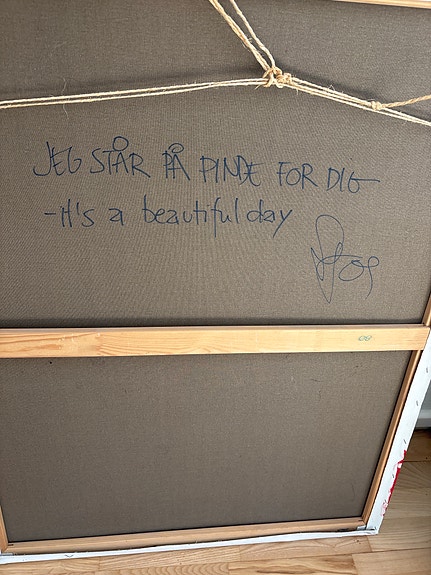 JEG STÅR PÅ PINDE FOR DIG
-it's a beautiful day